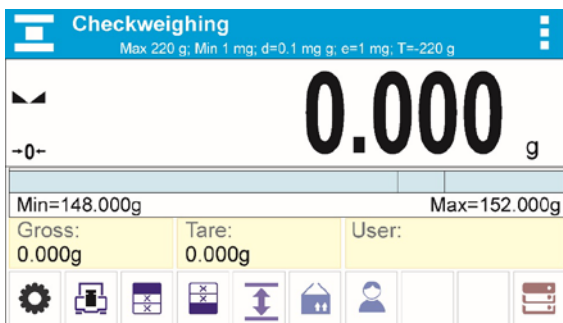 Checkweighing
Max 220 g; Min 1 mg; d=0.1 mg g; e=1 mg; T=-220 g
0.000 g
→0←
Min=148.000g Max=152.000g
Gross: Tare: User:
0.000g 0.000g